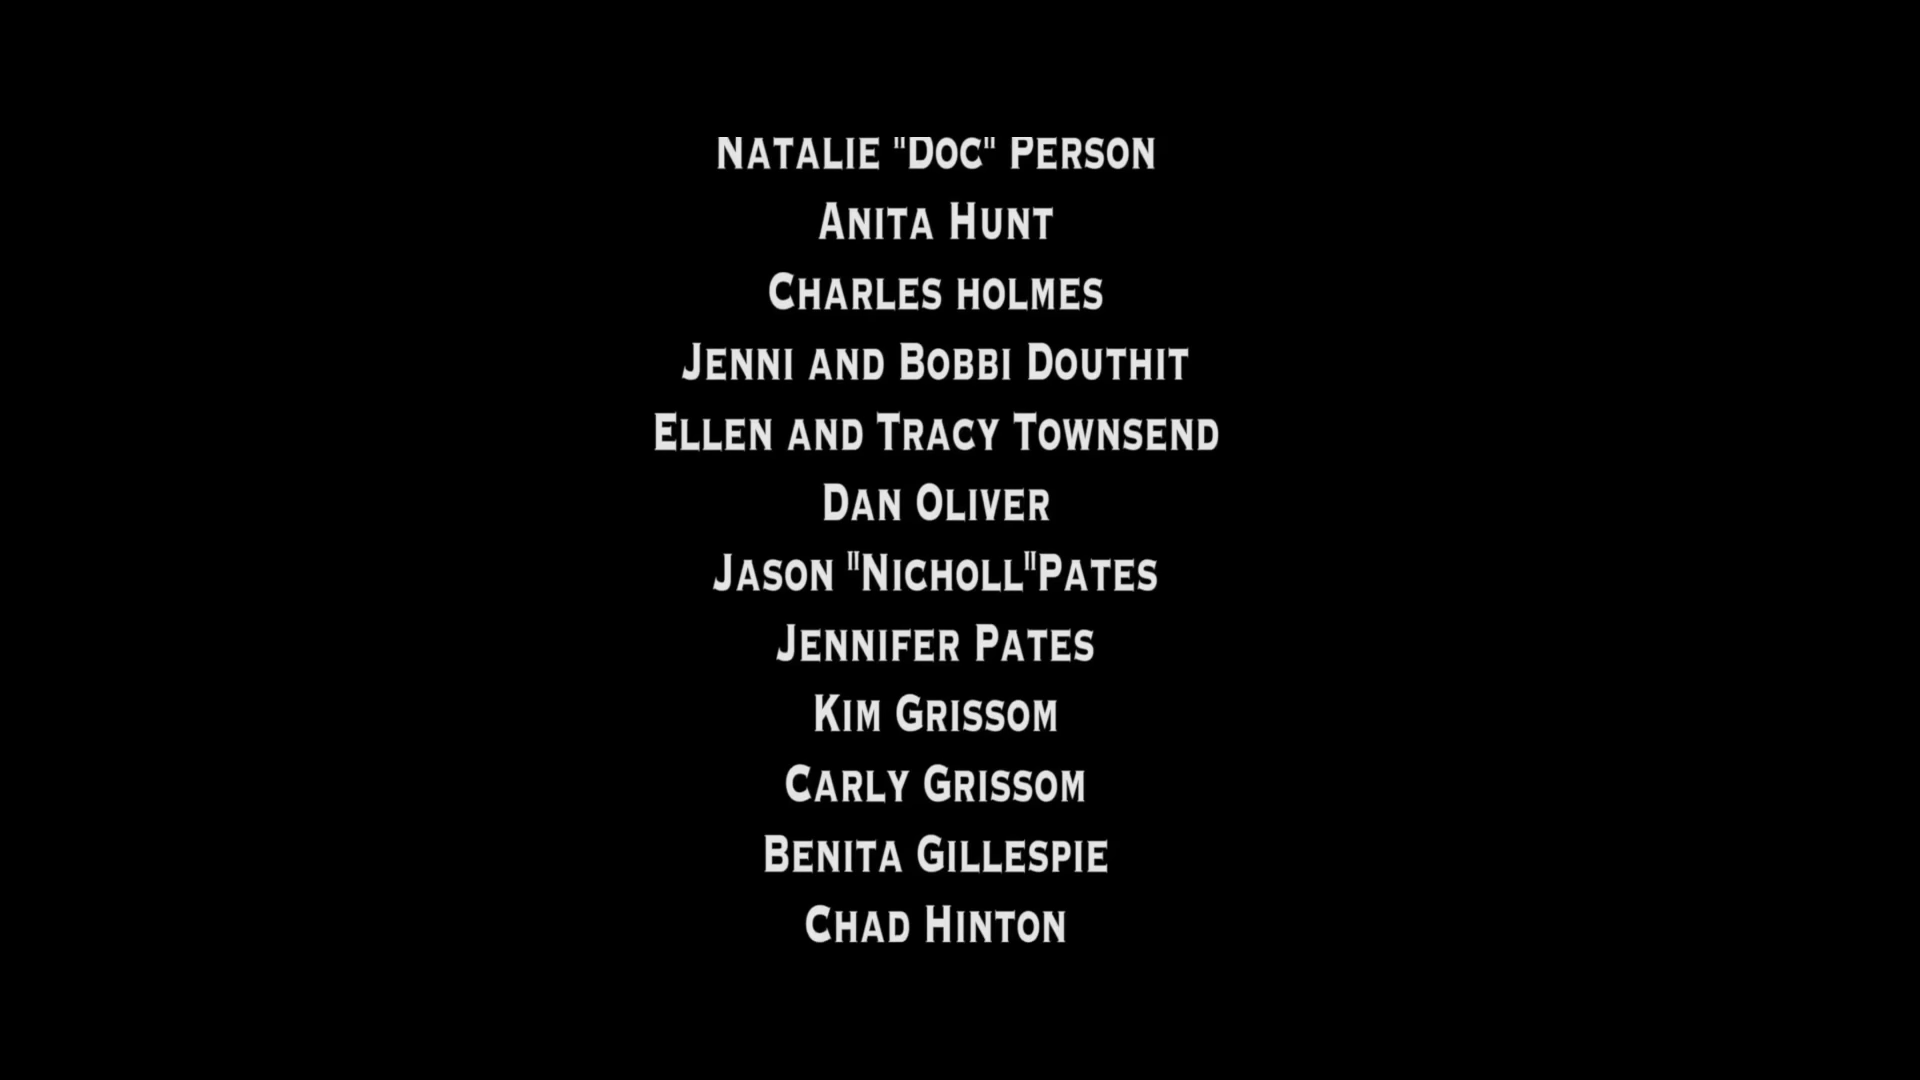 Natalie "Doc" Person
Anita Hunt
Charles holmes
Jenni and Bobbi Douthit
Ellen and Tracy Townsend
Dan Oliver
Jason "Nicholl"Pates
Jennifer Pates
Kim Grissom
Carly Grissom
Benita Gillespie
Chad Hinton